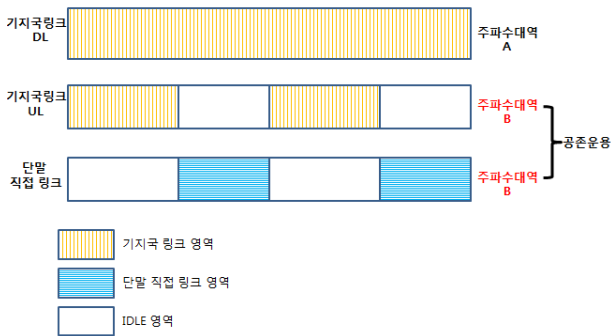 기지국링크
DL
주파수대역
A
기지국링크
UL
주파수대역
B
공존운용
단말
직접 링크
주파수대역
B
기지국 링크 영역
단말 직접 링크 영역
IDLE 영역